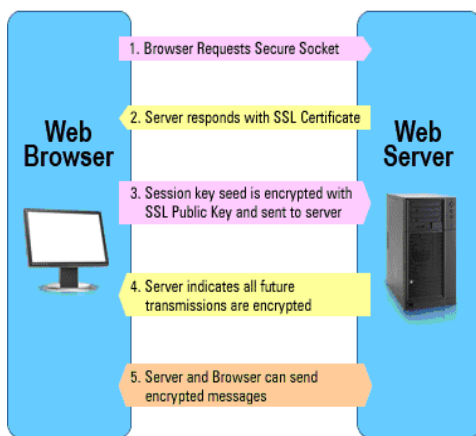 1. Browser Requests Secure Socket
2. Server responds with SSL Certificate
Web
Browser
Web
Server
3. Session key seed is encrypted with
SSL Public Key and sent to server
4. Server indicates all future
transmissions are encrypted
5. Server and Browser can send
encrypted messages